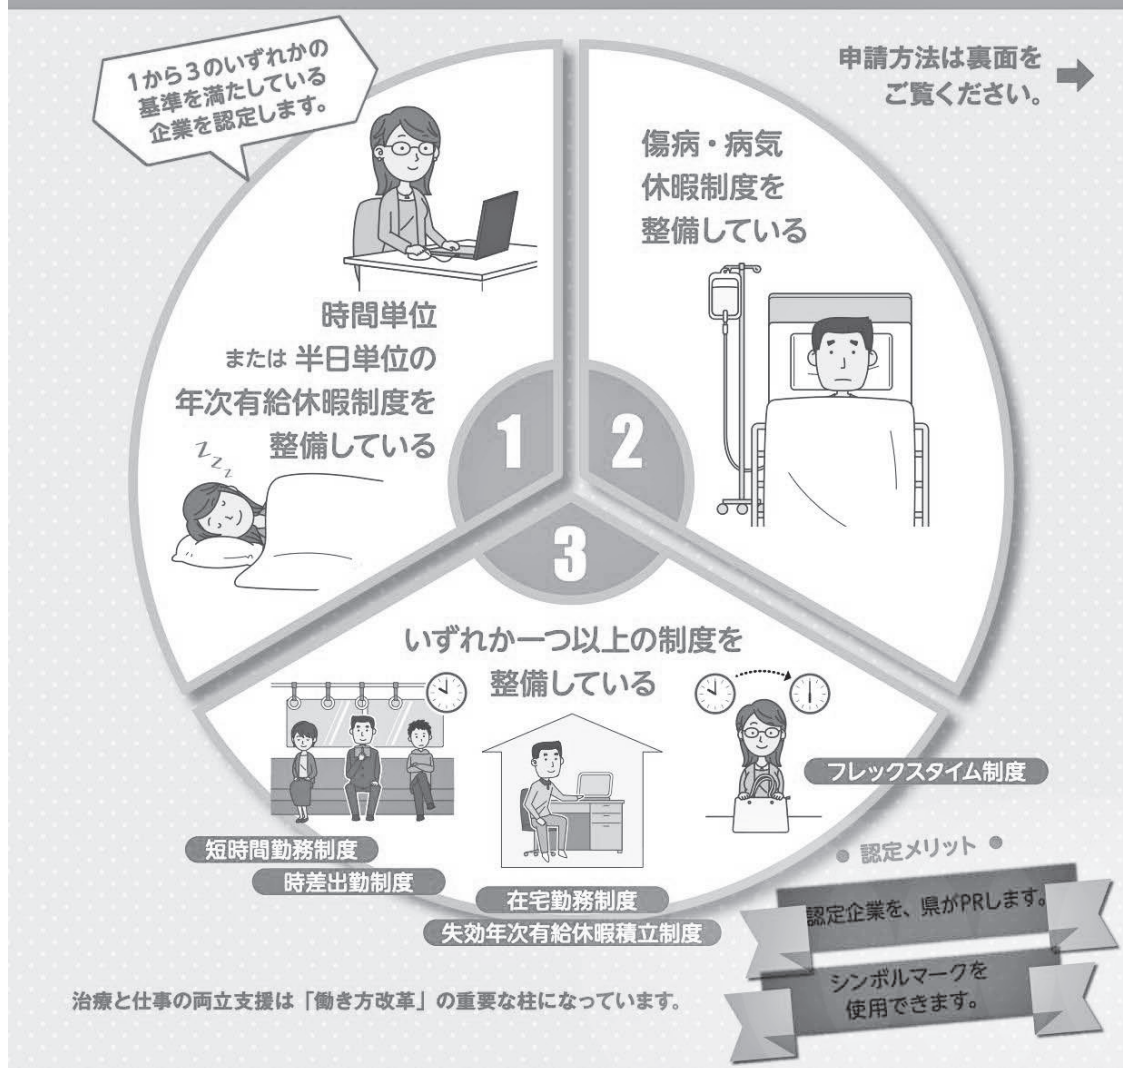 1から3のいずれかの
基準を満たしている
企業を認定します。
申請方法は裏面を
ご覧ください。
時間単位
または 半日単位の
年次有給休暇制度を
整備している
zzz
1
傷病・病気
休暇制度を
整備している
2
3
いずれか一つ以上の制度を
整備している
短時間勤務制度
時差出勤制度
在宅勤務制度
失効年次有給休暇積立制度
フレックスタイム制度
認定メリット
認定企業を、県がPRします。
シンボルマークを
使用できます。
治療と仕事の両立支援は「働き方改革」の重要な柱になっています。